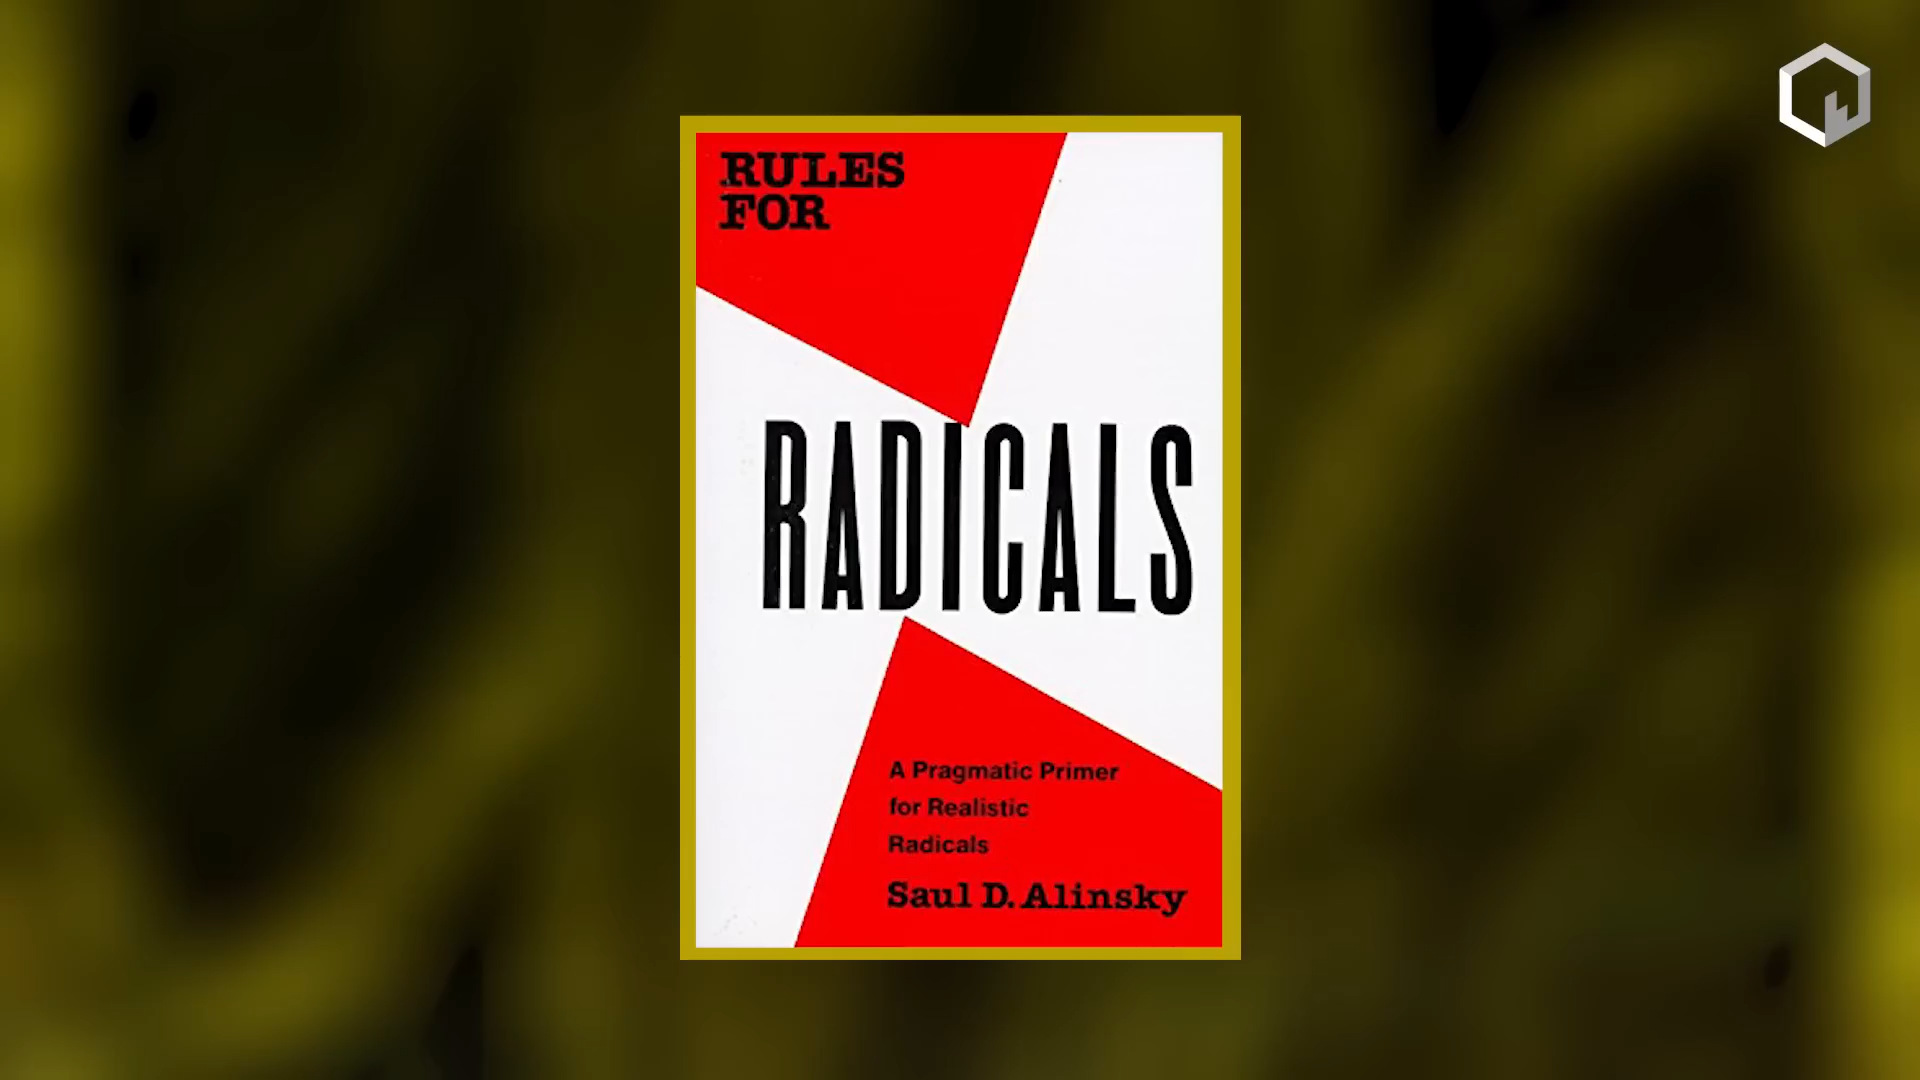 RULES
FOR
RADICALS
A Pragmatic Primer
for Realistic
Radicals
Saul D. Alinsky